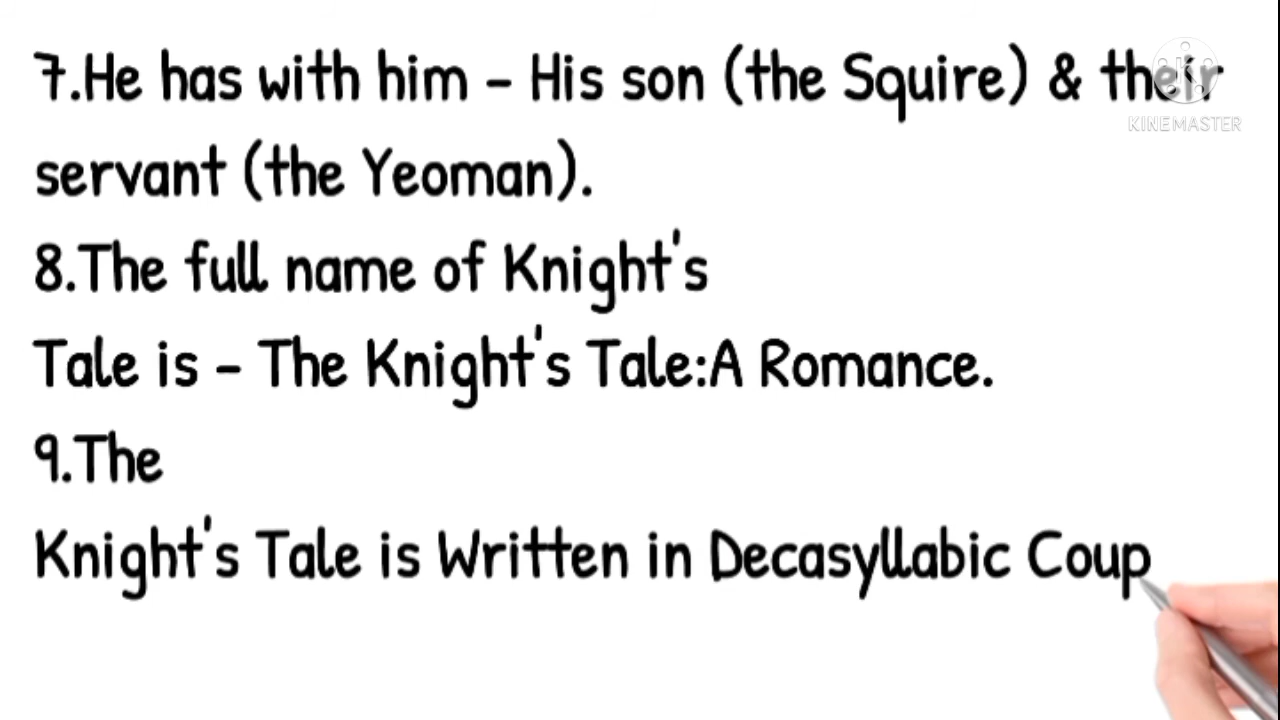 7.He has with him - His son (the Squire) & their
KINEMASTER
servant (the Yeoman).
8.The full name of Knight's
Tale is - The Knight's Tale:A Romance.
9.The
Knight's Tale is Written in Decasyllabic Coup